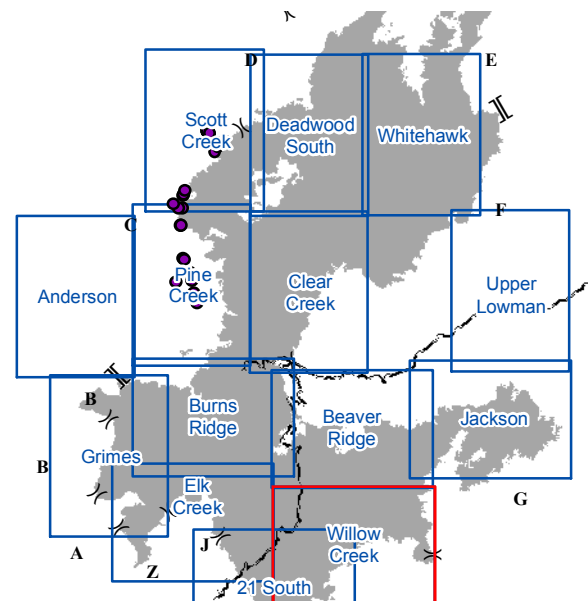 D
E
Scott
Creek
Deadwood
South
Whitehawk
C
F
Anderson
Pine
Creek
Clear
Creek
Upper
Lowman
B
Burns
Ridge
Beaver
Ridge
Jackson
B
Grimes
Elk
Creek
G
A
Z
J
Willow
Creek
21 South